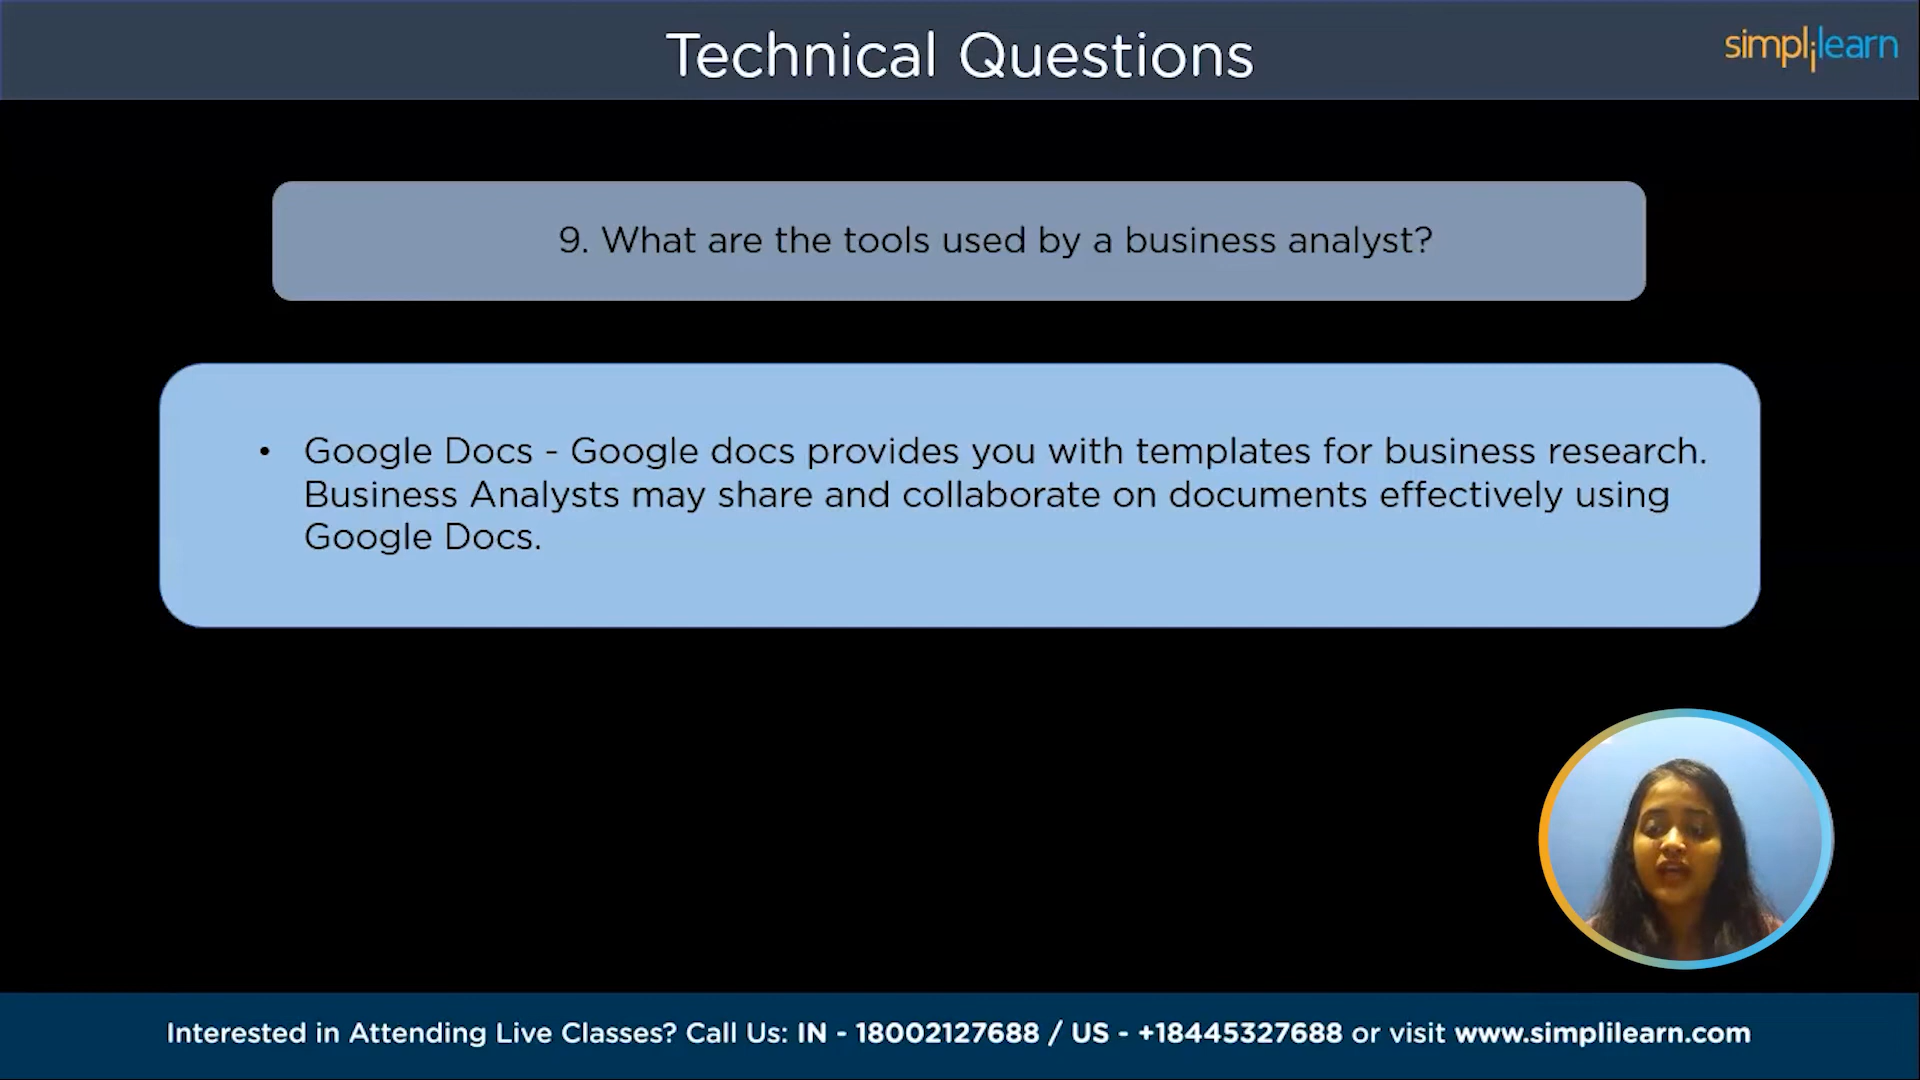 Technical Questions
simplilearn
9. What are the tools used by a business analyst?
• Google Docs - Google docs provides you with templates for business research.
Business Analysts may share and collaborate on documents effectively using
Google Docs.
Interested in Attending Live Classes? Call Us: IN - 18002127688 / US - +18445327688 or visit www.simplilearn.com